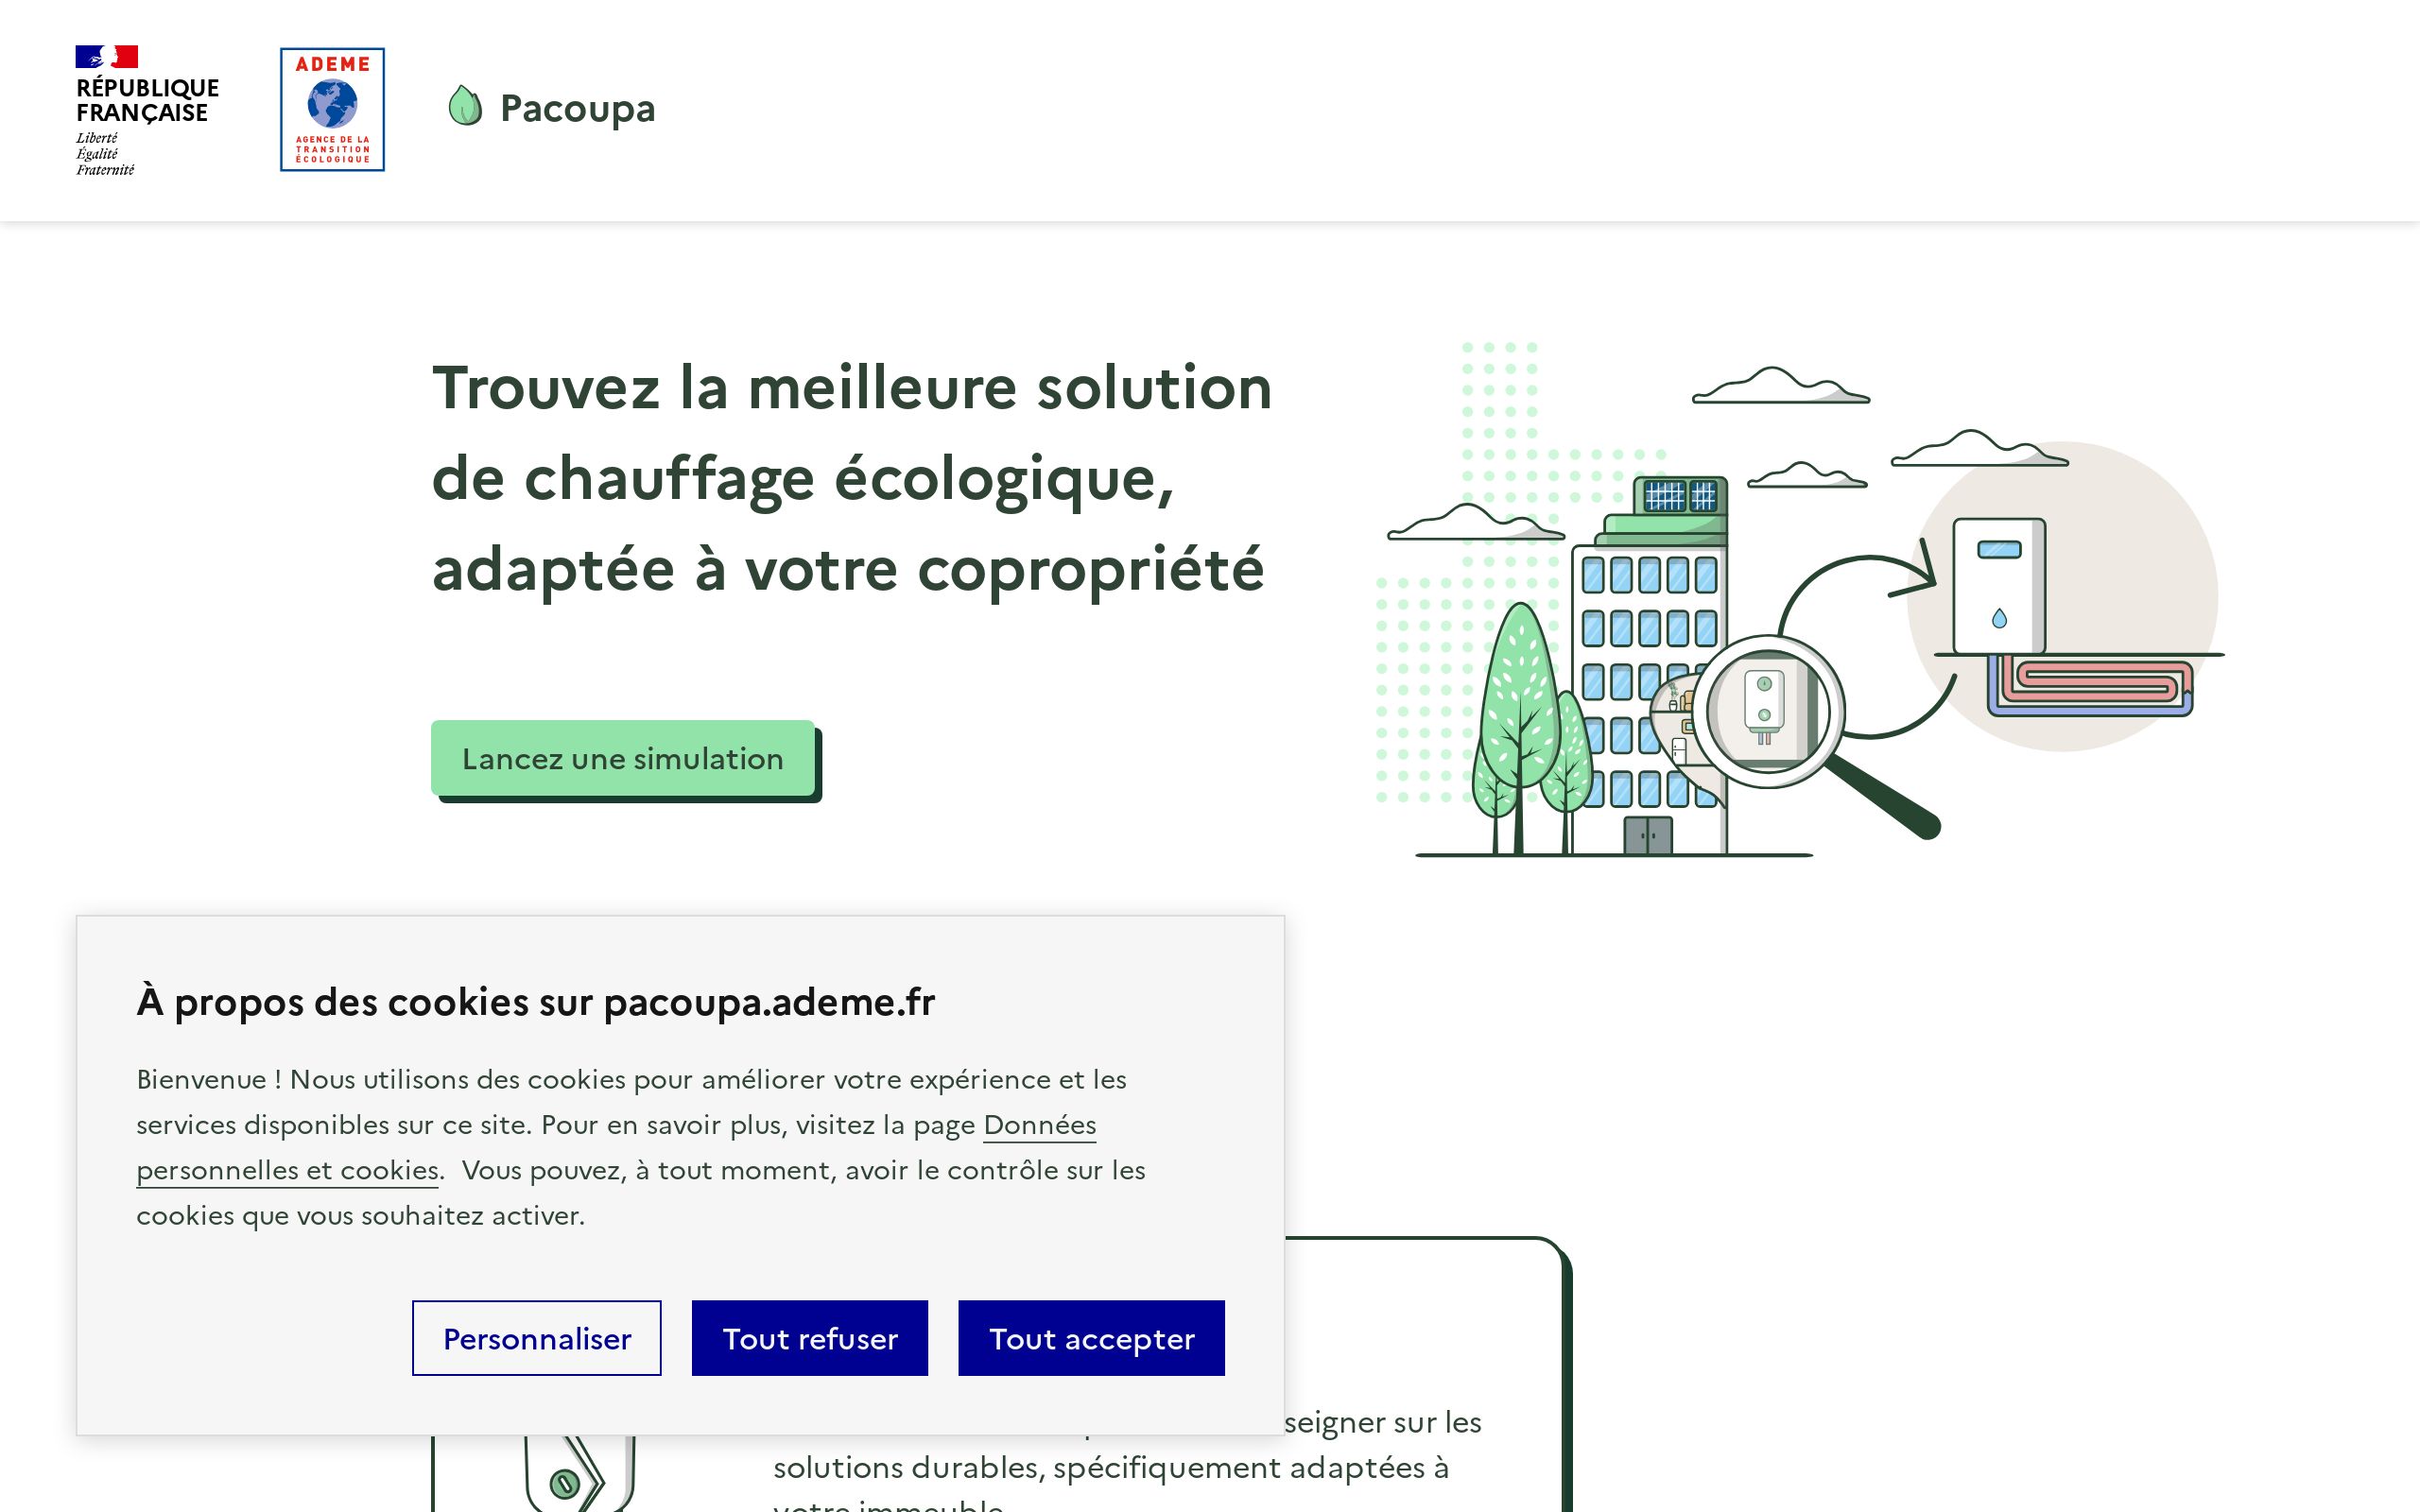 RÉPUBLIQUE
FRANÇAISE
Liberté
Égalité
Fraternité
ADEME
AGENCE DE LA
TRANSITION
ÉCOLOGIQUE
Pacoupa
Trouvez la meilleure solution
de chauffage écologique,
adaptée à votre copropriété
Lancez une simulation
À propos des cookies sur pacoupa.ademe.fr
Bienvenue ! Nous utilisons des cookies pour améliorer votre expérience et les
services disponibles sur ce site. Pour en savoir plus, visitez la page Données
personnelles et cookies.  Vous pouvez, à tout moment, avoir le contrôle sur les
cookies que vous souhaitez activer.
Personnaliser
Tout refuser
Tout accepter
seigner sur les
solutions durables, spécifiquement adaptées à
votre immeuble